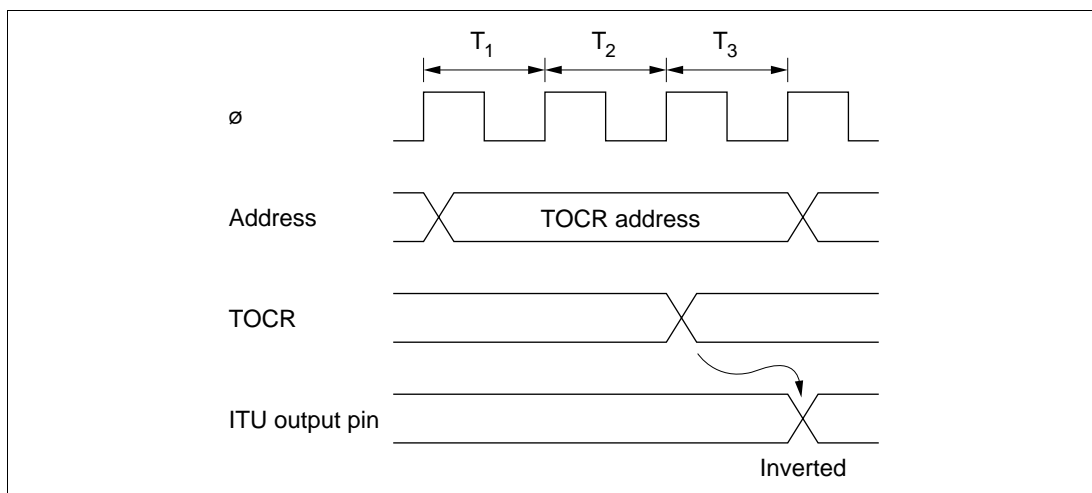 T1 T2 T3
ø
Address TOCR address
TOCR
ITU output pin
Inverted